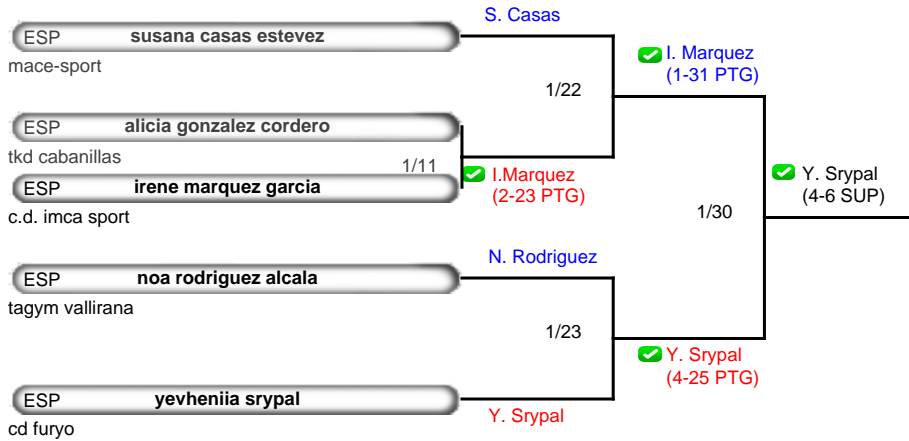 S. Casas
ESP susana casas estevez
mace-sport
I. Marquez
(1-31 PTG)
1/22
ESP alicia gonzalez cordero
tkd cabanillas
1/11
I.Marquez
(2-23 PTG)
ESP irene marquez garcia
c.d. imca sport
Y. Srypal
(4-6 SUP)
1/30
N. Rodriguez
ESP noa rodriguez alcala
tagym vallirana
1/23
Y. Srypal
(4-25 PTG)
ESP yevheniia srypal
Y. Srypal
cd furyo